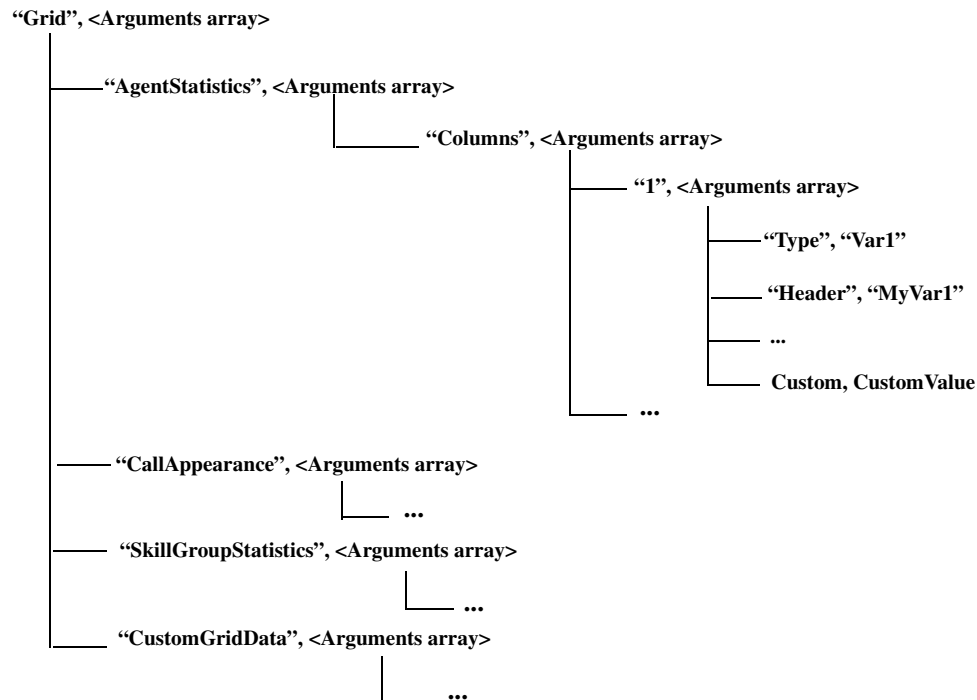 “Grid”, <Arguments array>
“AgentStatistics”, <Arguments array>
“Columns”, <Arguments array>
“1”, <Arguments array>
“Type”, “Var1”
“Header”, “MyVar1”
...
Custom, CustomValue
...
“CallAppearance”, <Arguments array>
...
“SkillGroupStatistics”, <Arguments array>
...
“CustomGridData”, <Arguments array>
...